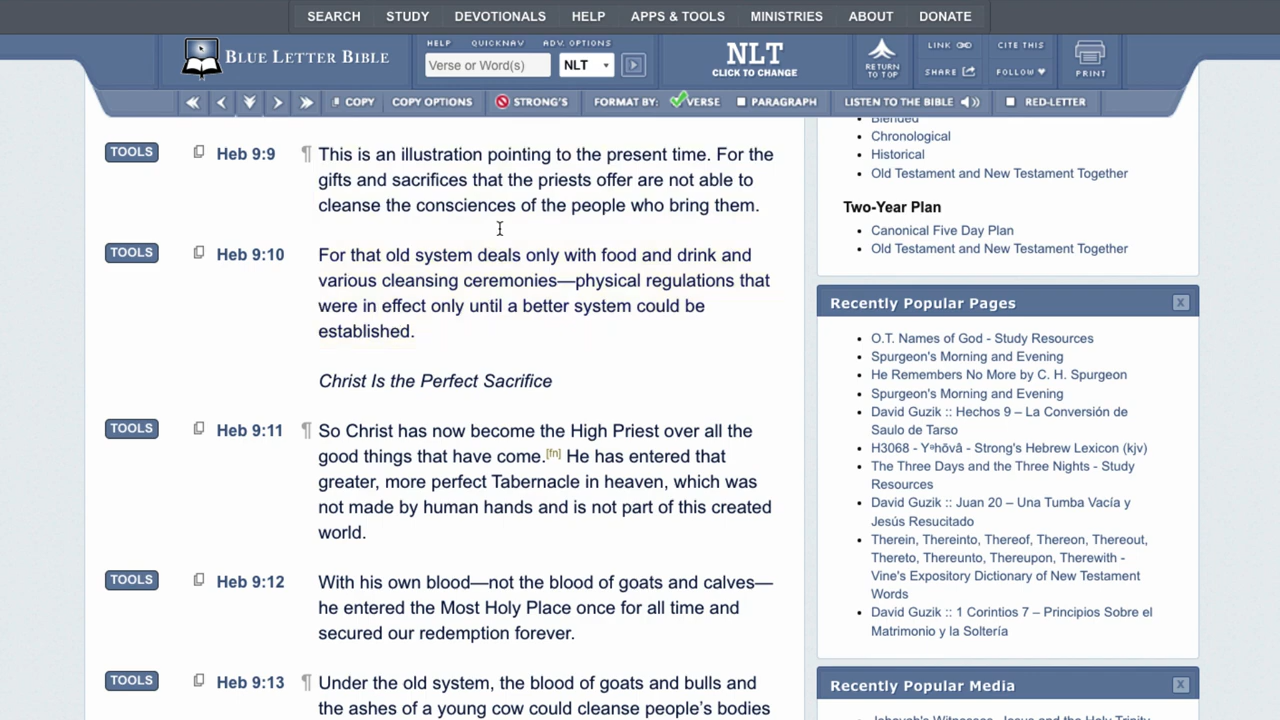 SEARCH STUDY DEVOTIONALS HELP APPS & TOOLS MINISTRIES ABOUT DONATE
BLUE LETTER BIBLE
HELP QUICKNAV ADV. OPTIONS
Verse or Word(s) NLT
NLT
CLICK TO CHANGE
RETURN
TO TOP
LINK CITE THIS
SHARE FOLLOW
PRINT
COPY COPY OPTIONS STRONG'S FORMAT BY: VERSE PARAGRAPH LISTEN TO THE BIBLE RED-LETTER
TOOLS Heb 9:9 ¶ This is an illustration pointing to the present time. For the
gifts and sacrifices that the priests offer are not able to
cleanse the consciences of the people who bring them.
TOOLS Heb 9:10 For that old system deals only with food and drink and
various cleansing ceremonies—physical regulations that
were in effect only until a better system could be
established.
Christ Is the Perfect Sacrifice
TOOLS Heb 9:11 ¶ So Christ has now become the High Priest over all the
good things that have come.[fn] He has entered that
greater, more perfect Tabernacle in heaven, which was
not made by human hands and is not part of this created
world.
TOOLS Heb 9:12 With his own blood—not the blood of goats and calves—
he entered the Most Holy Place once for all time and
secured our redemption forever.
TOOLS Heb 9:13 ¶ Under the old system, the blood of goats and bulls and
the ashes of a young cow could cleanse people's bodies
• Blended
• Chronological
• Historical
• Old Testament and New Testament Together
Two-Year Plan
• Canonical Five Day Plan
• Old Testament and New Testament Together
Recently Popular Pages x
• O.T. Names of God - Study Resources
• Spurgeon's Morning and Evening
• He Remembers No More by C. H. Spurgeon
• Spurgeon's Morning and Evening
• David Guzik :: Hechos 9 – La Conversión de
Saulo de Tarso
• H3068 - Yᵊhōvâ - Strong's Hebrew Lexicon (kjv)
• The Three Days and the Three Nights - Study
Resources
• David Guzik :: Juan 20 – Una Tumba Vacía y
Jesús Resucitado
• Therein, Thereinto, Thereof, Thereon, Thereout,
Thereto, Thereunto, Thereupon, Therewith -
Vine's Expository Dictionary of New Testament
Words
• David Guzik :: 1 Corintios 7 – Principios Sobre el
Matrimonio y la Soltería
Recently Popular Media x
Jehovah's Witnesses, Jesus and the Holy Trinity